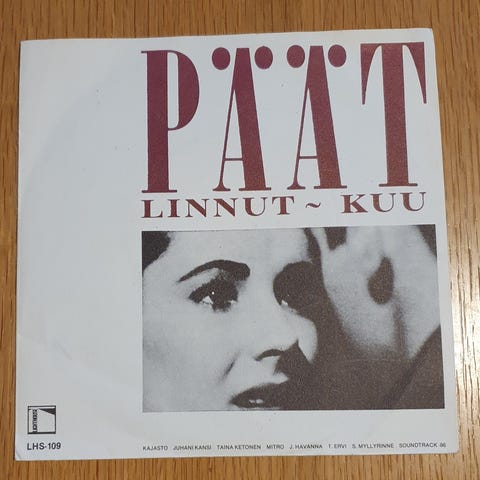 PÄÄT
LINNUT ~ KUU
LHS-109
KAJASTO JUHANI KANSI TAINA KETONEN MITRO J. HAVANNA T. ERVI S. MYLLYRINNE SOUNDTRACK-86